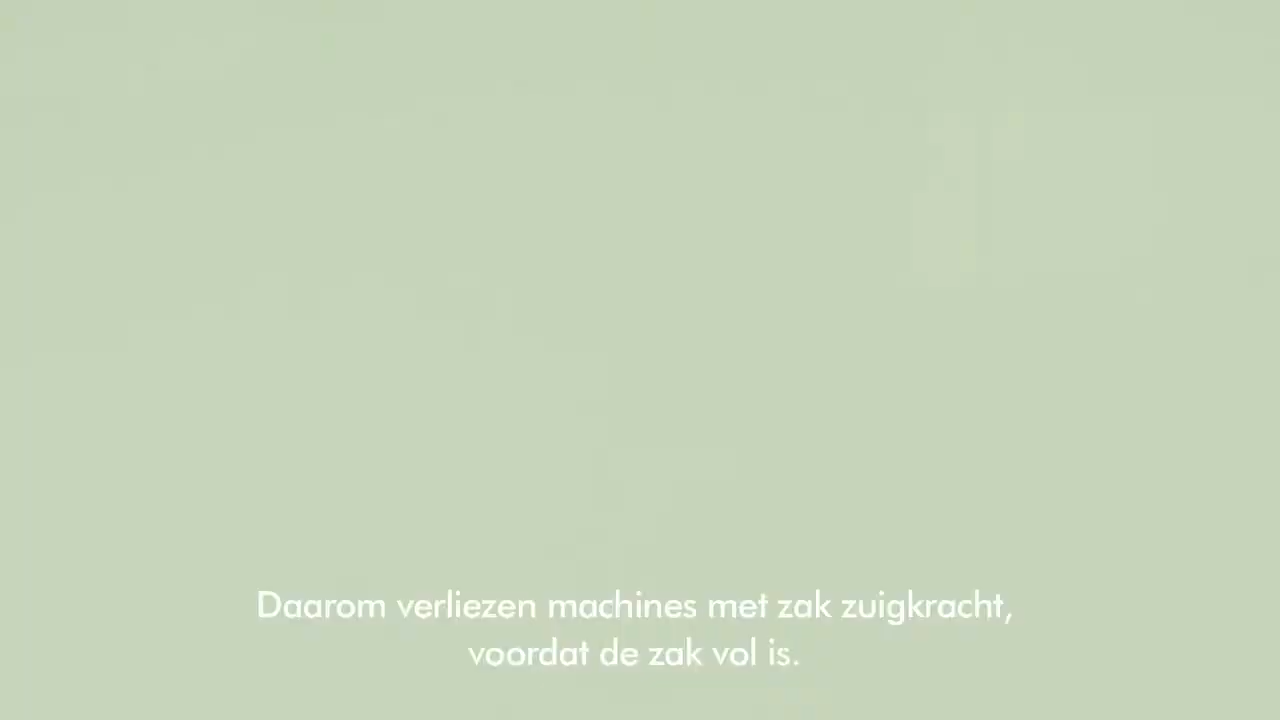 Daarom verliezen machines met zak zuigkracht,
voordat de zak vol is.